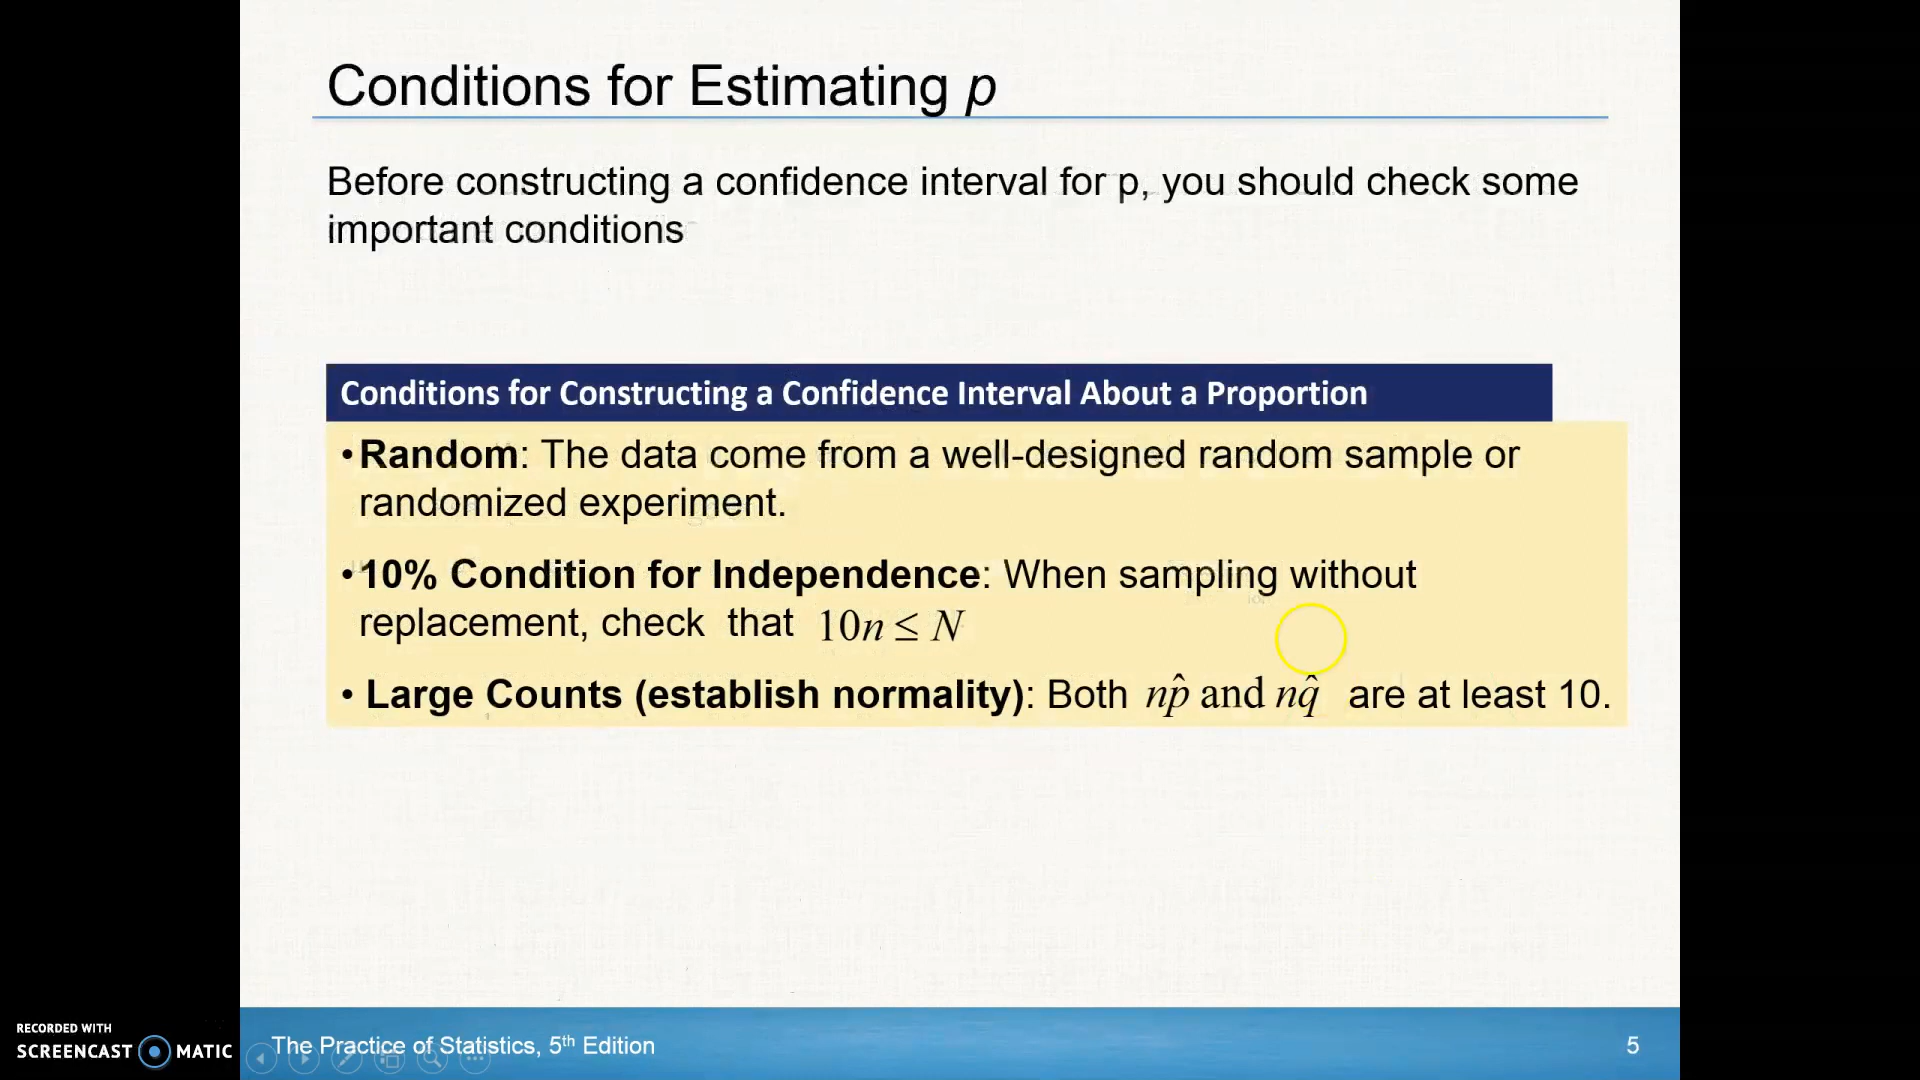 Conditions for Estimating p
Before constructing a confidence interval for p, you should check some
important conditions
Conditions for Constructing a Confidence Interval About a Proportion
•Random: The data come from a well-designed random sample or
randomized experiment.
•10% Condition for Independence: When sampling without
replacement, check that 10n ≤ N
• Large Counts (establish normality): Both np̂ and nq̂ are at least 10.
RECORDED WITH
SCREENCAST MATIC
The Practice of Statistics, 5th Edition
5